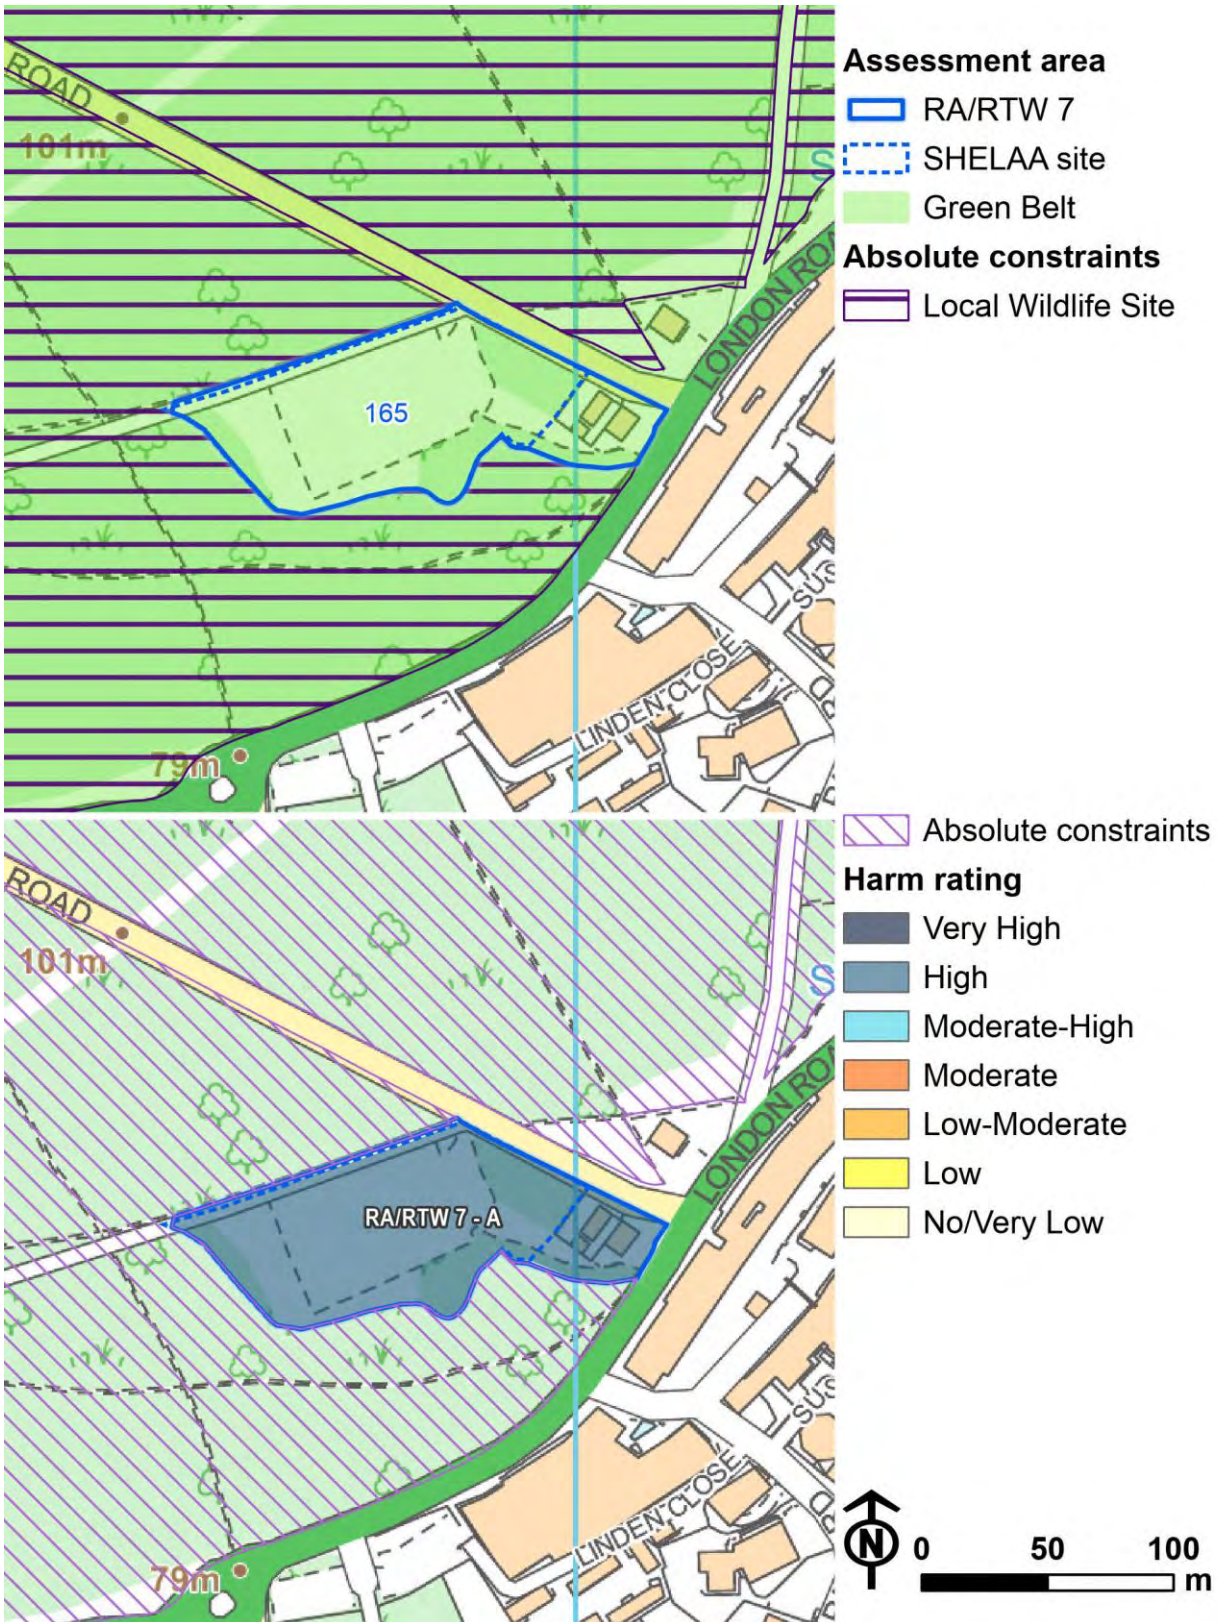 ROAD
101m
S
LONDON ROA
165
SUS
LINDEN CLOSE
79m
Assessment area
RA/RTW 7
SHELAA site
Green Belt
Absolute constraints
Local Wildlife Site
ROAD
101m
S
LONDON ROA
RA/RTW 7 - A
SUS
LINDEN CLOSE
79m
Absolute constraints
Harm rating
Very High
High
Moderate-High
Moderate
Low-Moderate
Low
No/Very Low
N
0 50 100
m